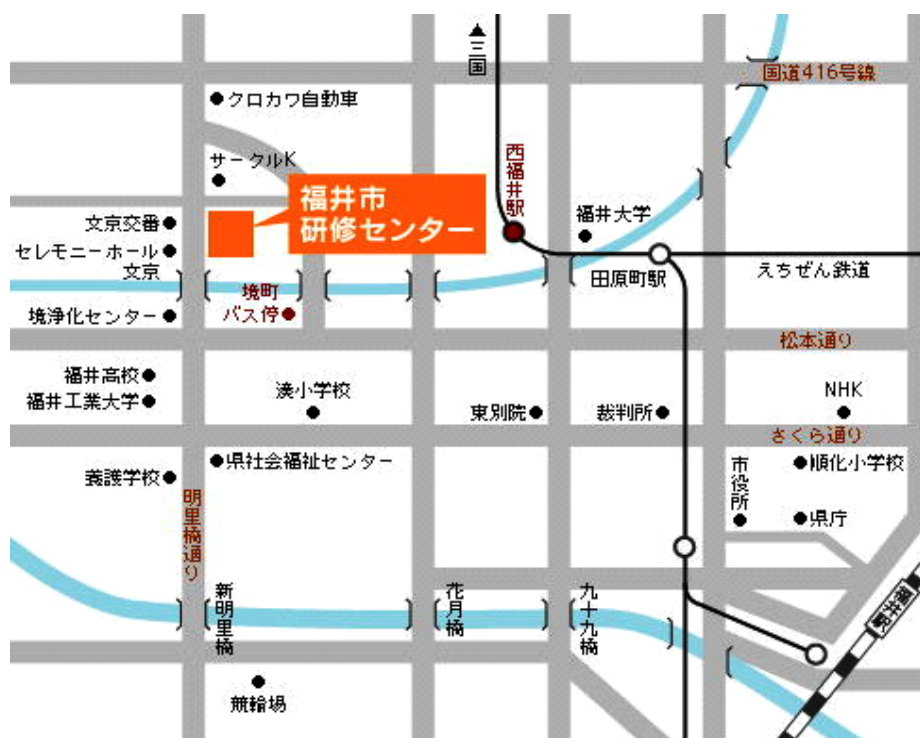 ▲三国
国道416号線
クロカワ自動車
サークルK
西福井駅
福井市
研修センター
福井大学
文京交番
セレモニーホール
文京
田原町駅
えちぜん鉄道
境町
バス停
境浄化センター
松本通り
福井高校
福井工業大学
湊小学校
東別院
裁判所
NHK
さくら通り
県社会福祉センター
養護学校
市役所
順化小学校
県庁
明里橋通り
新明里橋
花月橋
九十九橋
福井駅
競輪場